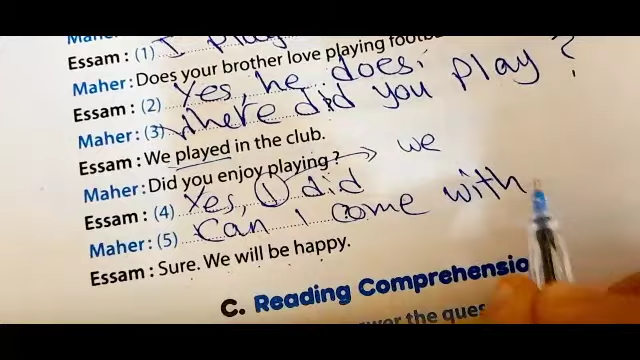 Maher:
Essam : (1) I play
Maher: Does your brother love playing footb
Essam : (2) Yes, he does.
Maher: (3) Where did you play ?
Essam : We played in the club.
Maher: Did you enjoy playing? we
Essam : (4) Yes, I did
Maher: (5) Can I come with
Essam : Sure. We will be happy.
C. Reading Comprehensio
wer the ques